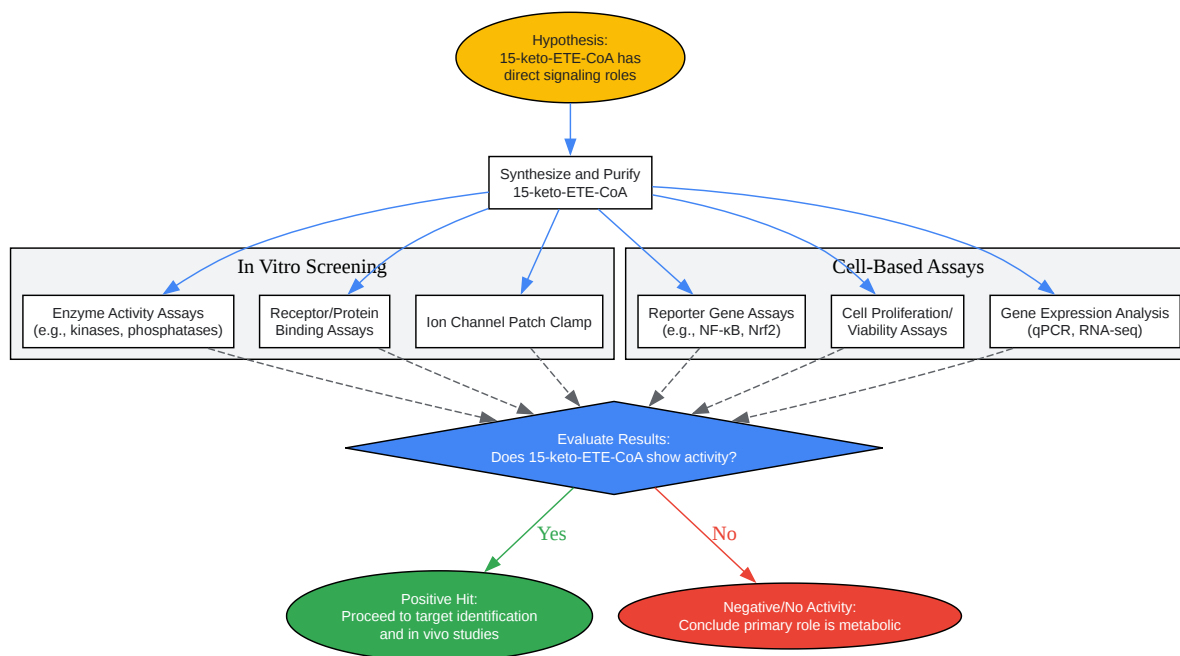 Hypothesis:
15-keto-ETE-CoA has
direct signaling roles
Synthesize and Purify
15-keto-ETE-CoA
In Vitro Screening
Cell-Based Assays
Enzyme Activity Assays
(e.g., kinases, phosphatases)
Receptor/Protein
Binding Assays
Ion Channel Patch Clamp
Reporter Gene Assays
(e.g., NF-κB, Nrf2)
Cell Proliferation/
Viability Assays
Gene Expression Analysis
(qPCR, RNA-seq)
Evaluate Results:
Does 15-keto-ETE-CoA show activity?
Yes
No
Positive Hit:
Proceed to target identification
and in vivo studies
Negative/No Activity:
Conclude primary role is metabolic